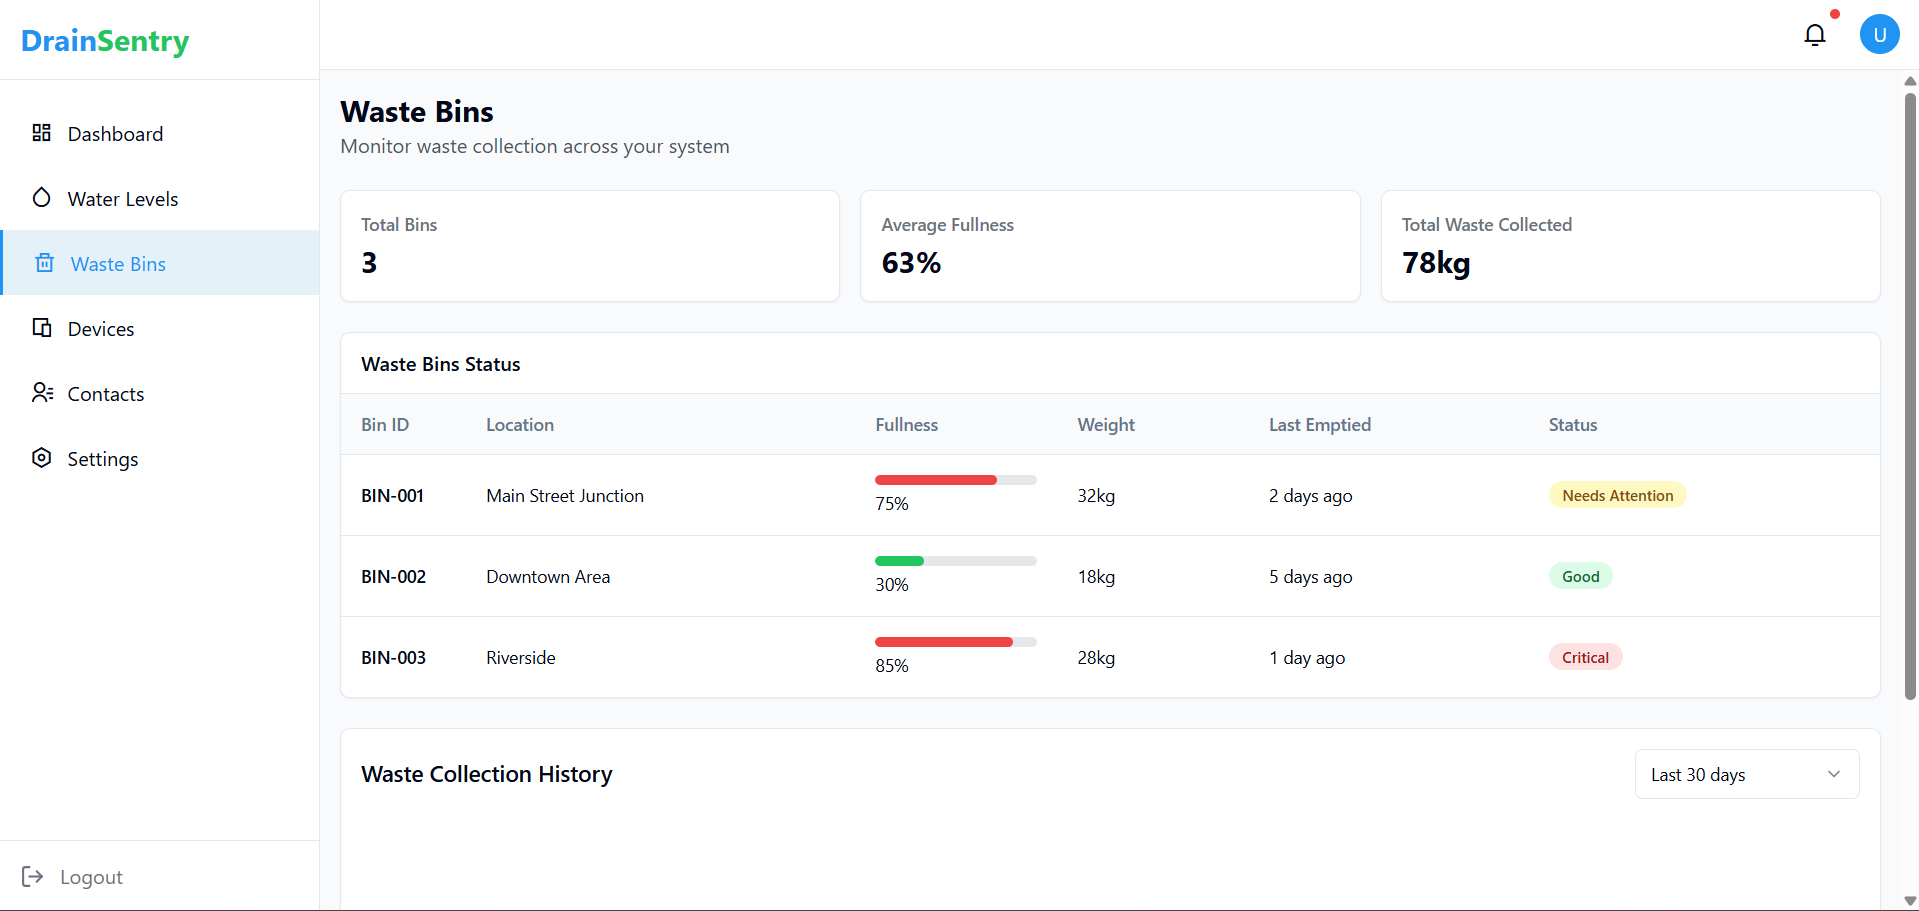 DrainSentry
U
Dashboard
Water Levels
Waste Bins
Devices
Contacts
Settings
Logout
Waste Bins
Monitor waste collection across your system
Total Bins
3
Average Fullness
63%
Total Waste Collected
78kg
Waste Bins Status
Bin ID Location Fullness Weight Last Emptied Status
BIN-001 Main Street Junction 75% 32kg 2 days ago Needs Attention
BIN-002 Downtown Area 30% 18kg 5 days ago Good
BIN-003 Riverside 85% 28kg 1 day ago Critical
Waste Collection History
Last 30 days